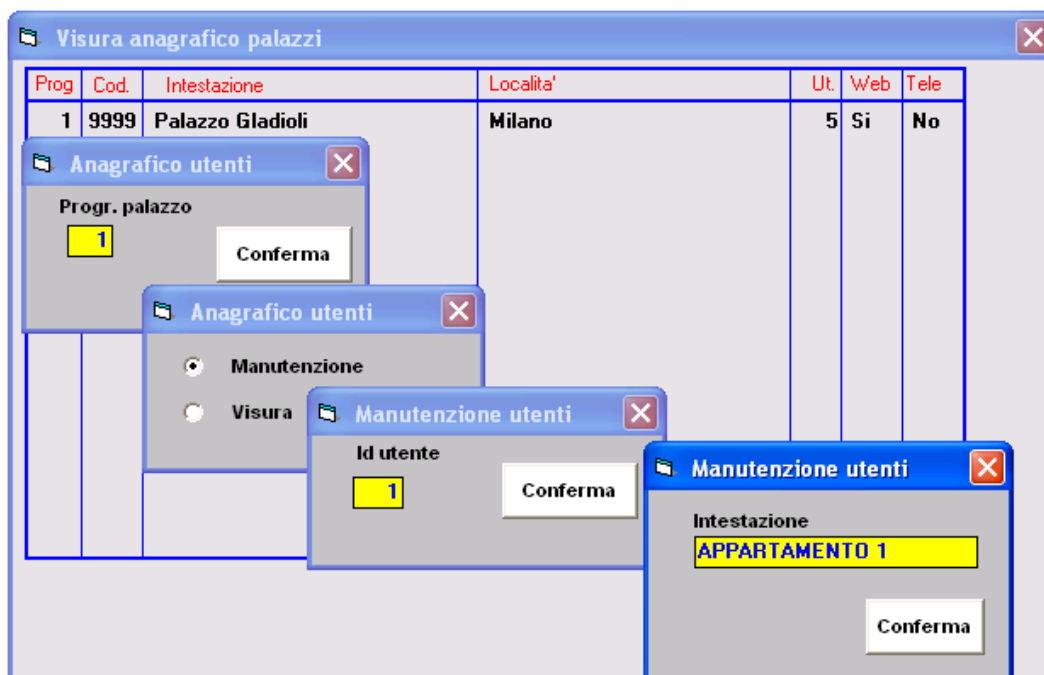 Visura anagrafico palazzi
Prog Cod. Intestazione Localita' Ut. Web Tele
1 9999 Palazzo Gladioli Milano 5 Si No
Anagrafico utenti
Progr. palazzo
1
Conferma
Anagrafico utenti
Manutenzione
Visura
Manutenzione utenti
Id utente
1
Conferma
Manutenzione utenti
Intestazione
APPARTAMENTO 1
Conferma